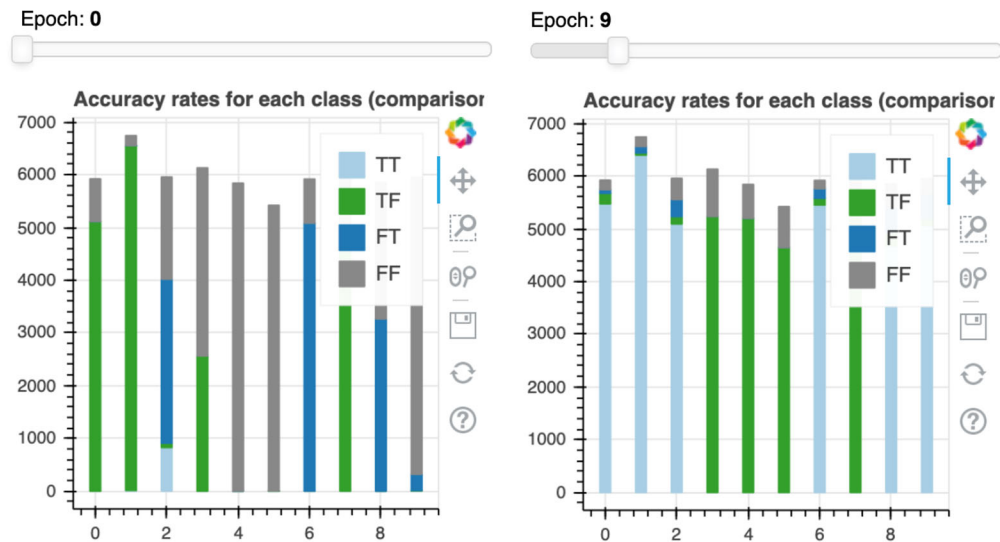 Epoch: 0
Accuracy rates for each class (comparisor
7000
6000
5000
4000
3000
2000
1000
0
0 2 4 6 8
TT
TF
FT
FF
Epoch: 9
Accuracy rates for each class (comparisor
7000
6000
5000
4000
3000
2000
1000
0
0 2 4 6 8
TT
TF
FT
FF